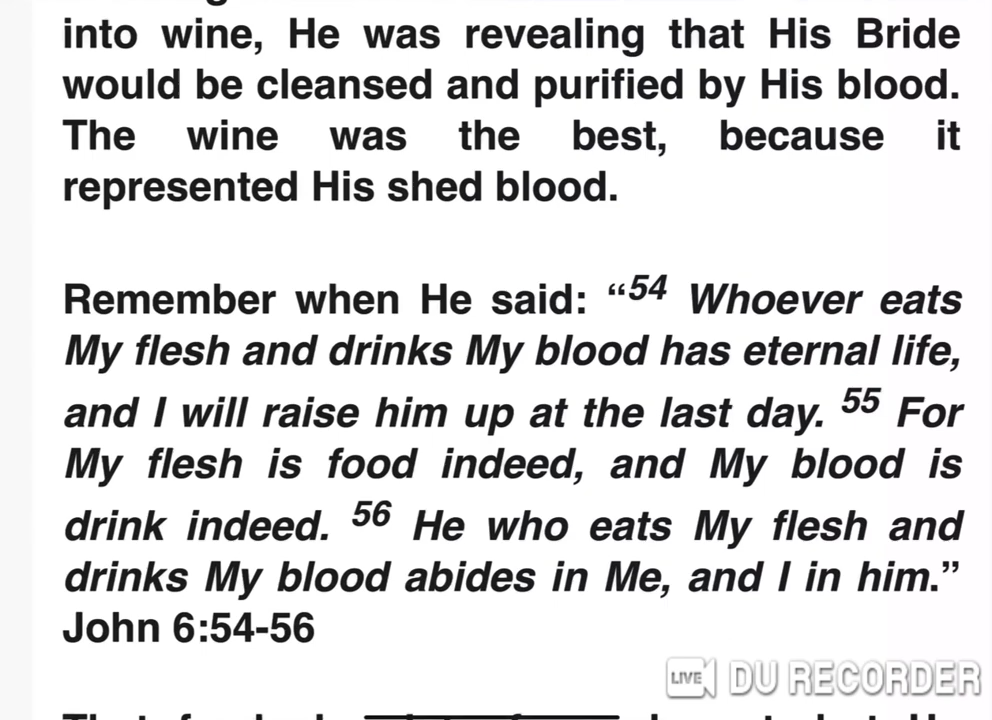 into wine, He was revealing that His Bride
would be cleansed and purified by His blood.
The wine was the best, because it
represented His shed blood.
Remember when He said: “54 Whoever eats
My flesh and drinks My blood has eternal life,
and I will raise him up at the last day. 55 For
My flesh is food indeed, and My blood is
drink indeed. 56 He who eats My flesh and
drinks My blood abides in Me, and I in him.”
John 6:54-56
LIVE DU RECORDER